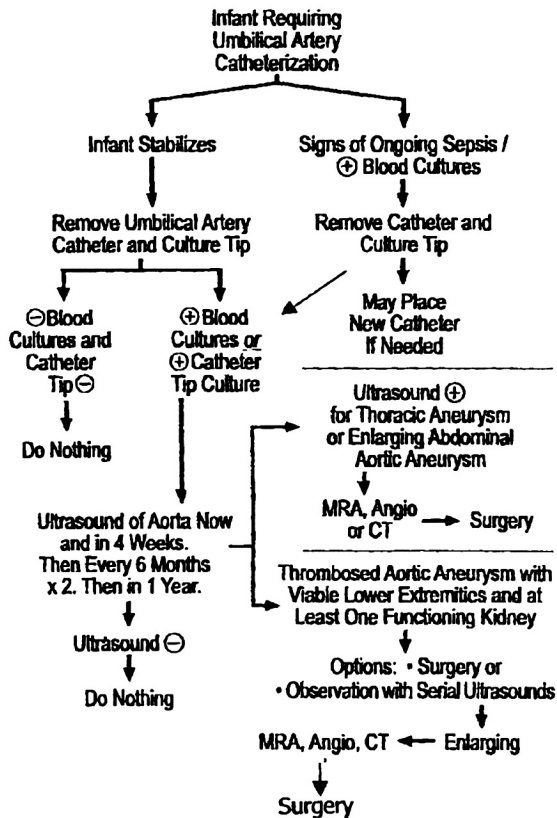 Infant Requiring
Umbilical Artery
Catheterization
Infant Stabilizes
Signs of Ongoing Sepsis /
⊕ Blood Cultures
Remove Umbilical Artery
Catheter and Culture Tip
Remove Catheter and
Culture Tip
⊖Blood
Cultures and
Catheter
Tip⊖
⊕ Blood
Cultures or
⊕Catheter
Tip Culture
May Place
New Catheter
If Needed
Do Nothing
Ultrasound ⊕
for Thoracic Aneurysm
or Enlarging Abdominal
Aortic Aneurysm
MRA, Angio
or CT
Surgery
Ultrasound of Aorta Now
and in 4 Weeks.
Then Every 6 Months
x 2. Then in 1 Year.
Thrombosed Aortic Aneurysm with
Viable Lower Extremitics and at
Least One Functioning Kidney
Ultrasound ⊖
Do Nothing
Options: • Surgery or
• Observation with Serial Ultrasounds
MRA, Angio, CT
Enlarging
Surgery